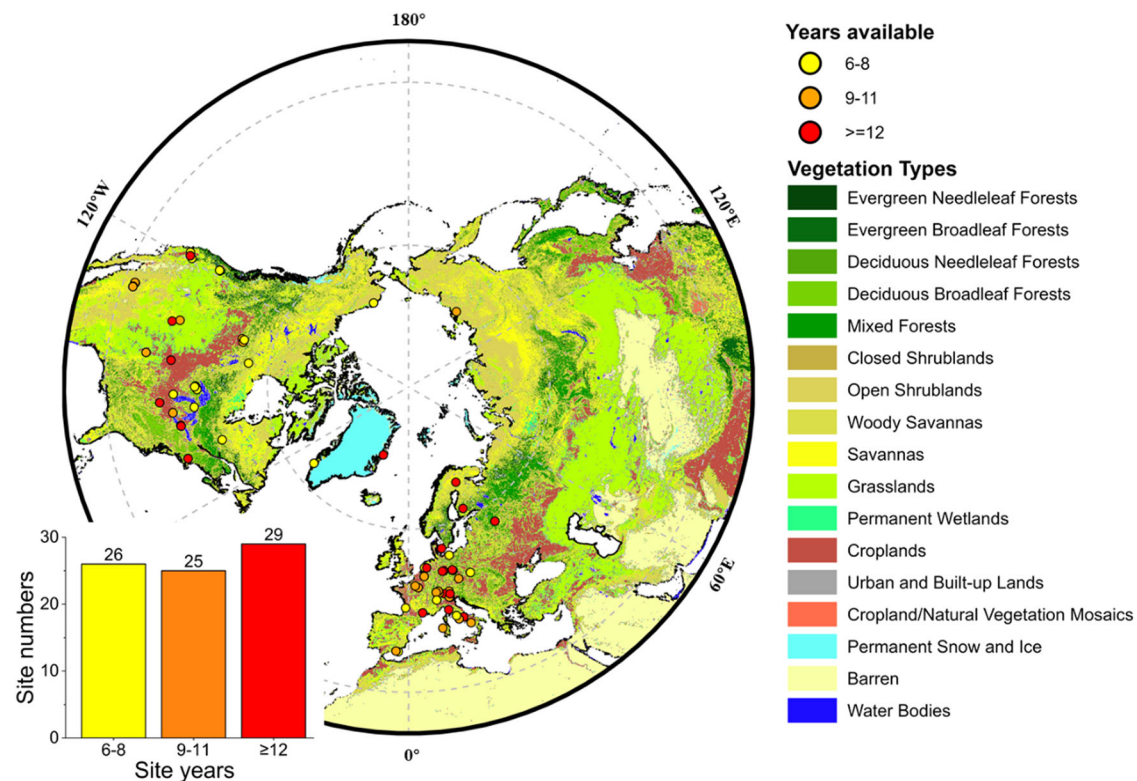 180°
120°W
120°E
60°E
0°
Years available
6-8
9-11
>=12
Vegetation Types
Evergreen Needleleaf Forests
Evergreen Broadleaf Forests
Deciduous Needleleaf Forests
Deciduous Broadleaf Forests
Mixed Forests
Closed Shrublands
Open Shrublands
Woody Savannas
Savannas
Grasslands
Permanent Wetlands
Croplands
Urban and Built-up Lands
Cropland/Natural Vegetation Mosaics
Permanent Snow and Ice
Barren
Water Bodies
Site numbers
30
20
10
0
26
25
29
6-8
9-11
≥12
Site years